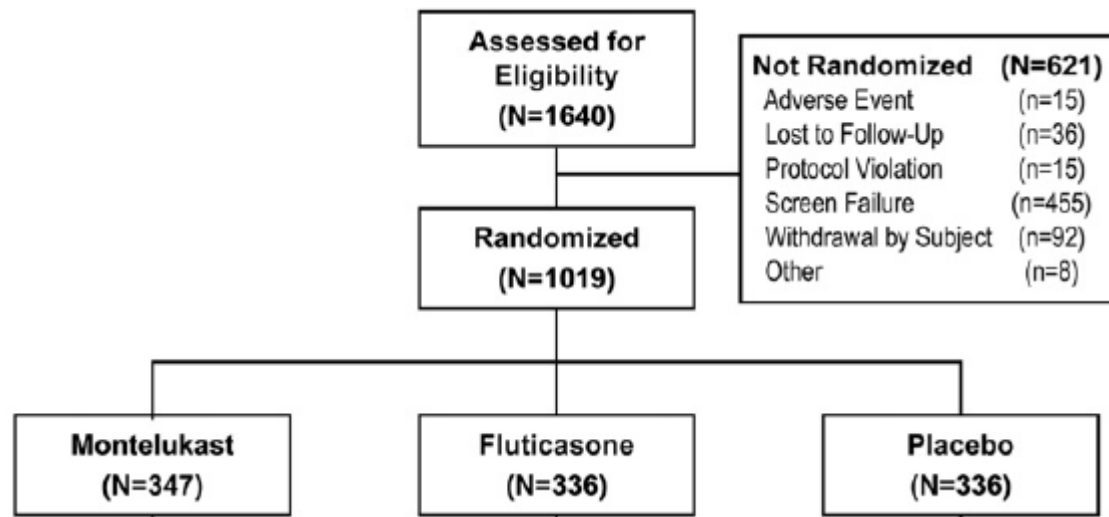 Assessed for
Eligibility
(N=1640)
Not Randomized (N=621)
Adverse Event (n=15)
Lost to Follow-Up (n=36)
Protocol Violation (n=15)
Screen Failure (n=455)
Withdrawal by Subject (n=92)
Other (n=8)
Randomized
(N=1019)
Montelukast
(N=347)
Fluticasone
(N=336)
Placebo
(N=336)